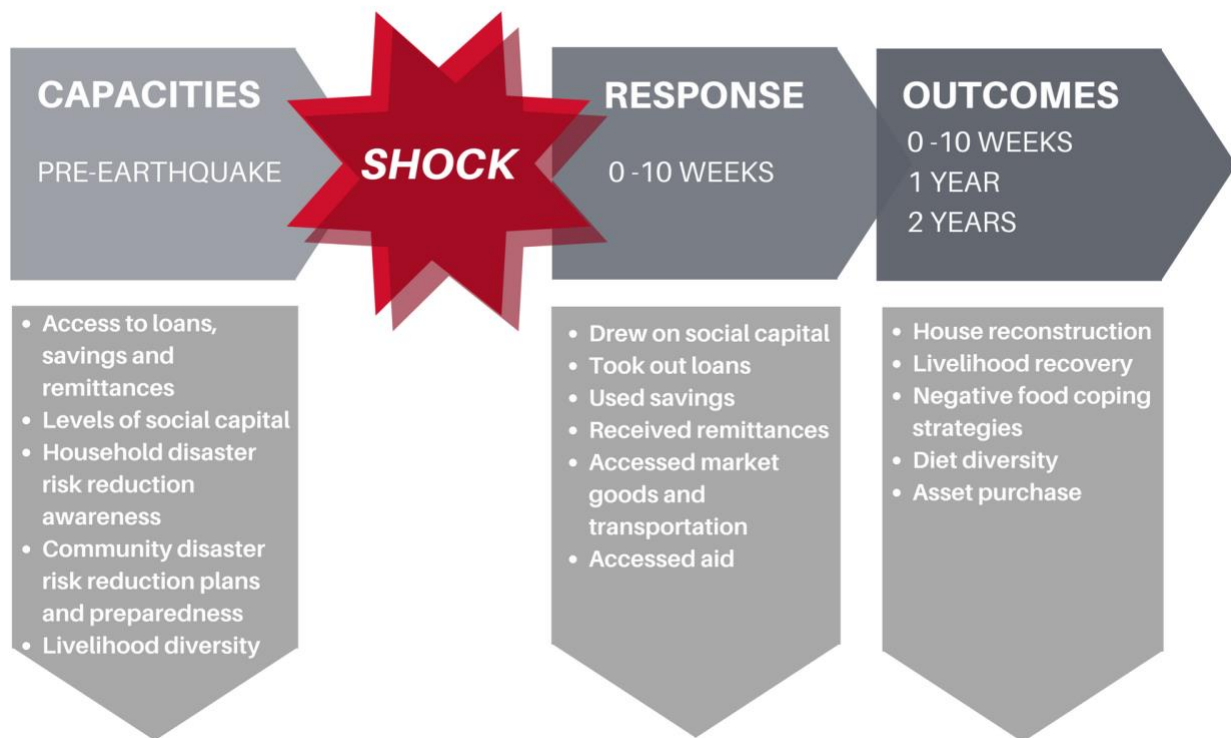 CAPACITIES
PRE-EARTHQUAKE
SHOCK
RESPONSE
0 -10 WEEKS
OUTCOMES
0 -10 WEEKS
1 YEAR
2 YEARS
• Access to loans,
savings and
remittances
• Levels of social capital
• Household disaster
risk reduction
awareness
• Community disaster
risk reduction plans
and preparedness
• Livelihood diversity
• Drew on social capital
• Took out loans
• Used savings
• Received remittances
• Accessed market
goods and
transportation
• Accessed aid
• House reconstruction
• Livelihood recovery
• Negative food coping
strategies
• Diet diversity
• Asset purchase